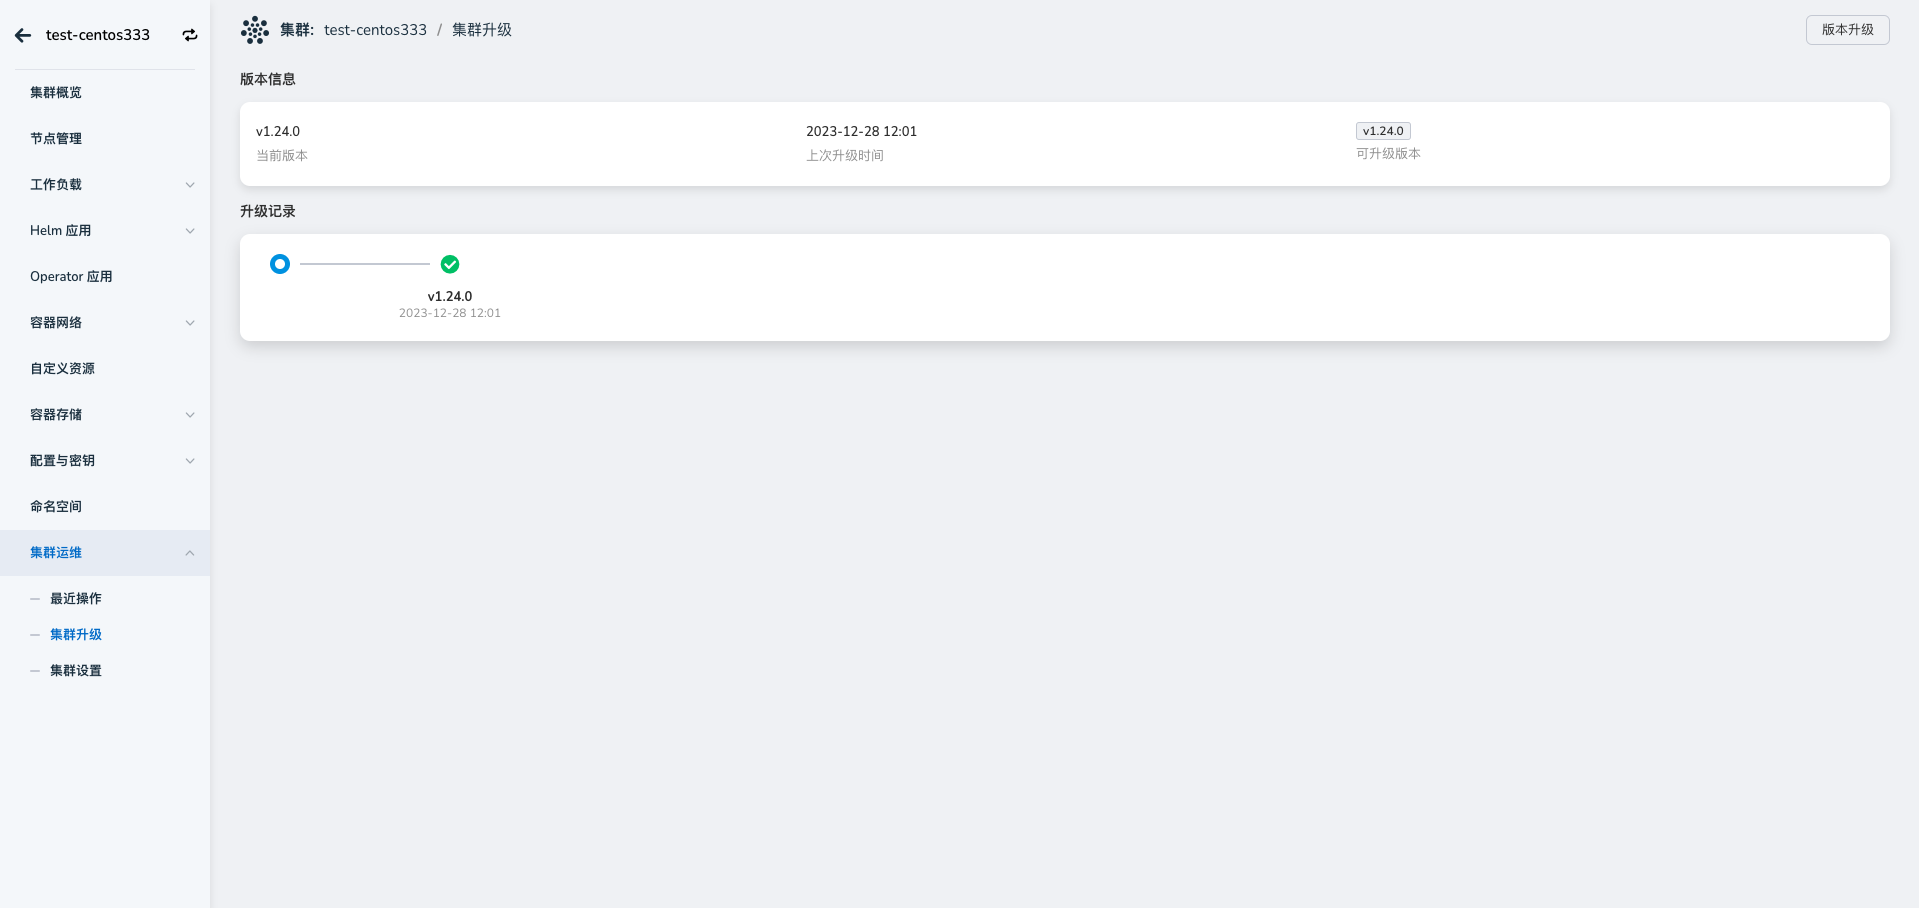 test-centos333
集群概览
节点管理
工作负载
Helm 应用
Operator 应用
容器网络
自定义资源
容器存储
配置与密钥
命名空间
集群运维
最近操作
集群升级
集群设置
集群: test-centos333 / 集群升级
版本升级
版本信息
v1.24.0
当前版本
2023-12-28 12:01
上次升级时间
v1.24.0
可升级版本
升级记录
v1.24.0
2023-12-28 12:01